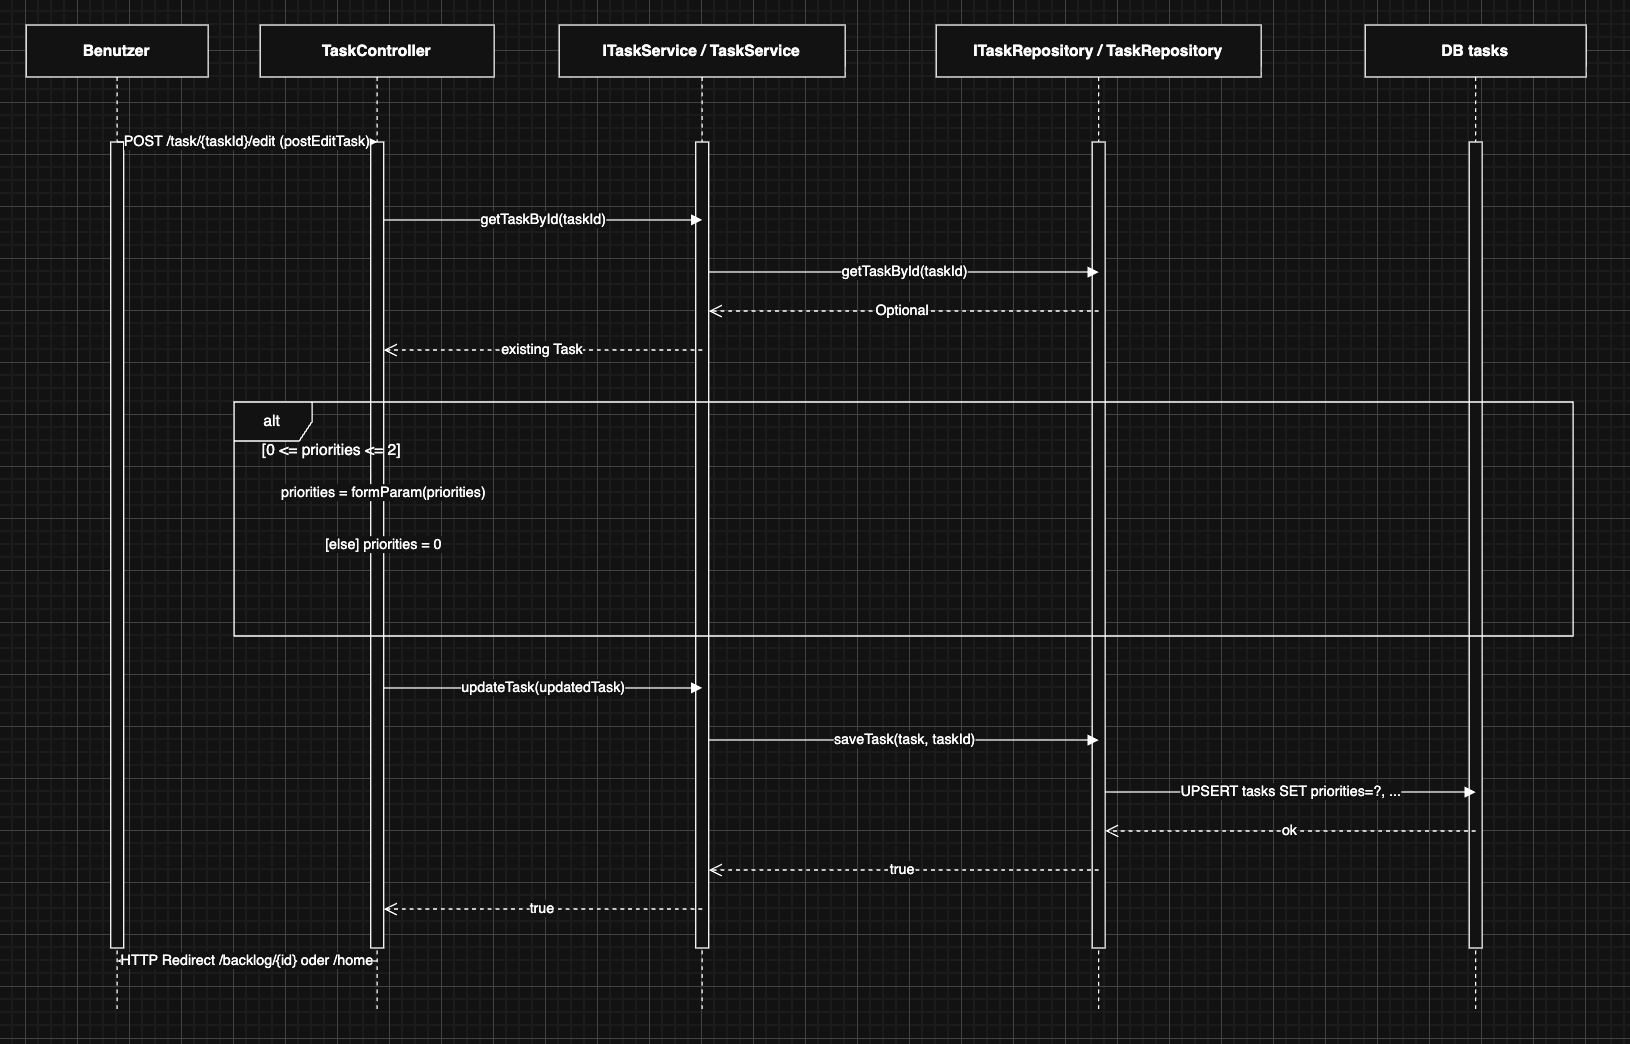 Benutzer
TaskController
ITaskService / TaskService
ITaskRepository / TaskRepository
DB tasks
POST /task/{taskId}/edit (postEditTask)
getTaskById(taskId)
getTaskById(taskId)
Optional
existing Task
alt
[0 <= priorities <= 2]
priorities = formParam(priorities)
[else] priorities = 0
updateTask(updatedTask)
saveTask(task, taskId)
UPSERT tasks SET priorities=?, ...
ok
true
true
HTTP Redirect /backlog/{id} oder /home